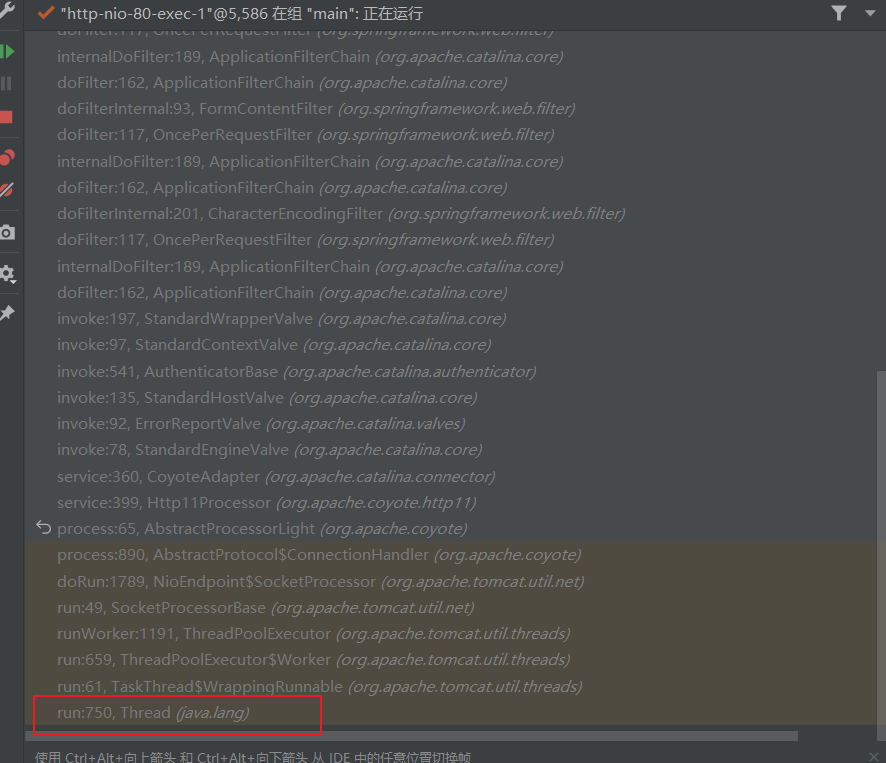 "http-nio-80-exec-1"@5,586 在组 "main": 正在运行
doFilter:117, OncePerRequestFilter (org.springframework.web.filter)
internalDoFilter:189, ApplicationFilterChain (org.apache.catalina.core)
doFilter:162, ApplicationFilterChain (org.apache.catalina.core)
doFilterInternal:93, FormContentFilter (org.springframework.web.filter)
doFilter:117, OncePerRequestFilter (org.springframework.web.filter)
internalDoFilter:189, ApplicationFilterChain (org.apache.catalina.core)
doFilter:162, ApplicationFilterChain (org.apache.catalina.core)
doFilterInternal:201, CharacterEncodingFilter (org.springframework.web.filter)
doFilter:117, OncePerRequestFilter (org.springframework.web.filter)
internalDoFilter:189, ApplicationFilterChain (org.apache.catalina.core)
doFilter:162, ApplicationFilterChain (org.apache.catalina.core)
invoke:197, StandardWrapperValve (org.apache.catalina.core)
invoke:97, StandardContextValve (org.apache.catalina.core)
invoke:541, AuthenticatorBase (org.apache.catalina.authenticator)
invoke:135, StandardHostValve (org.apache.catalina.core)
invoke:92, ErrorReportValve (org.apache.catalina.valves)
invoke:78, StandardEngineValve (org.apache.catalina.core)
service:360, CoyoteAdapter (org.apache.catalina.connector)
service:399, Http11Processor (org.apache.coyote.http11)
process:65, AbstractProcessorLight (org.apache.coyote)
process:890, AbstractProtocol$ConnectionHandler (org.apache.coyote)
doRun:1789, NioEndpoint$SocketProcessor (org.apache.tomcat.util.net)
run:49, SocketProcessorBase (org.apache.tomcat.util.net)
runWorker:1191, ThreadPoolExecutor (org.apache.tomcat.util.threads)
run:659, ThreadPoolExecutor$Worker (org.apache.tomcat.util.threads)
run:61, TaskThread$WrappingRunnable (org.apache.tomcat.util.threads)
run:750, Thread (java.lang)
使用 Ctrl+Alt+向上箭头 和 Ctrl+Alt+向下箭头 从 IDE 中的任意位置切换帧